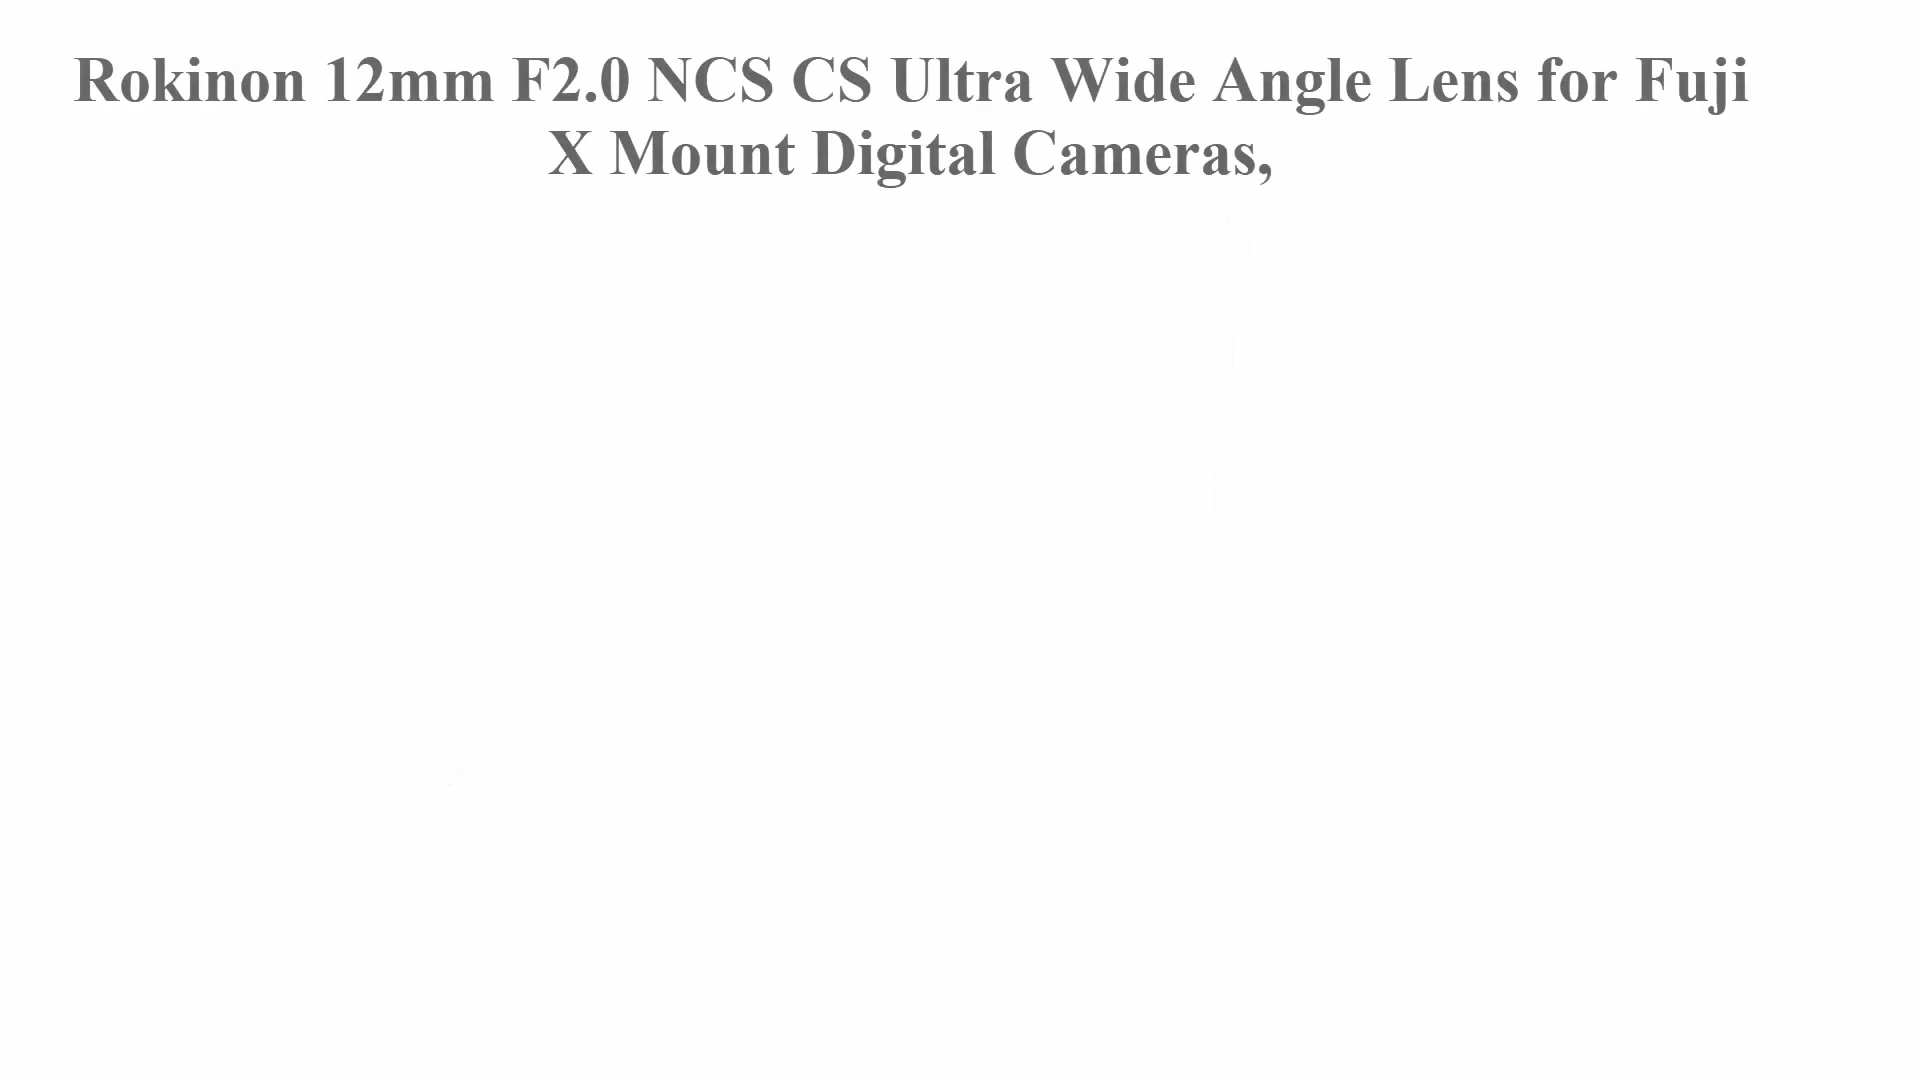 Rokinon 12mm F2.0 NCS CS Ultra Wide Angle Lens for Fuji
X Mount Digital Cameras,